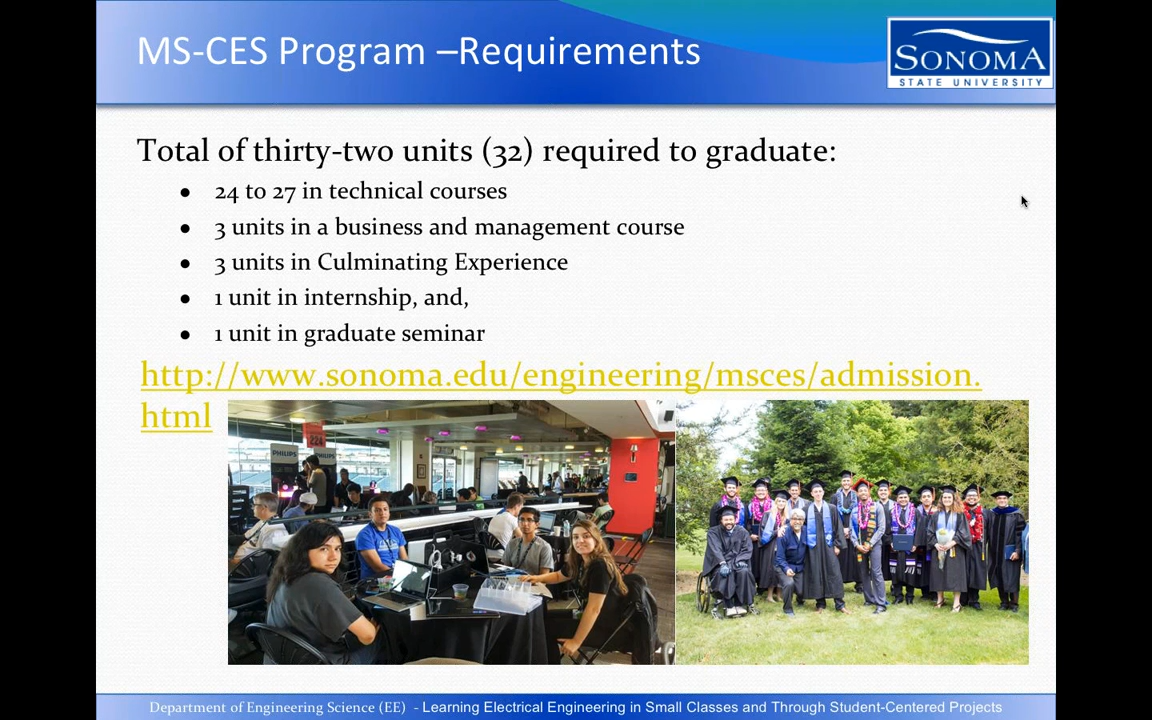 MS-CES Program –Requirements
SONOMA
STATE UNIVERSITY
Total of thirty-two units (32) required to graduate:
• 24 to 27 in technical courses
• 3 units in a business and management course
• 3 units in Culminating Experience
• 1 unit in internship, and,
• 1 unit in graduate seminar
http://www.sonoma.edu/engineering/msces/admission.
html
224
PHILIPS
PHILIPS
Department of Engineering Science (EE) - Learning Electrical Engineering in Small Classes and Through Student-Centered Projects